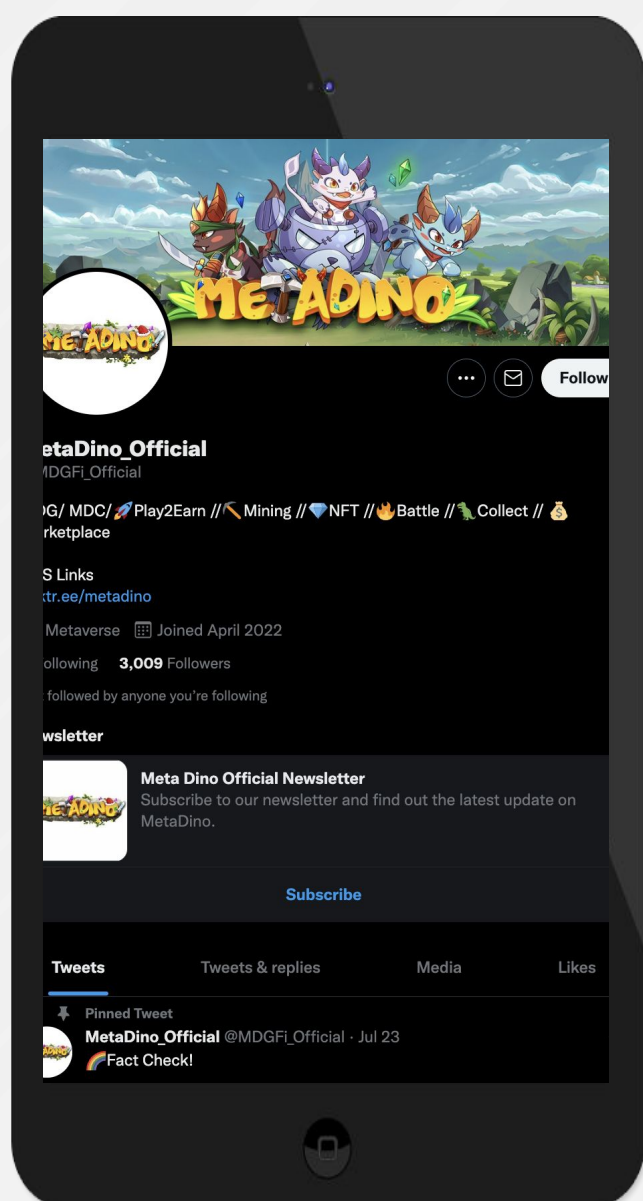 METADINO
METADINO
Follow
etaDino_Official
MDGFi_Official
DG/ MDC/🚀Play2Earn //⛏️Mining //💎NFT //🔥Battle //🦖Collect // 💰
rketplace
S Links
ktr.ee/metadino
Metaverse Joined April 2022
ollowing 3,009 Followers
followed by anyone you're following
wsletter
Meta Dino Official Newsletter
METADINO
Subscribe to our newsletter and find out the latest update on
MetaDino.
Subscribe
Tweets Tweets & replies Media Likes
Pinned Tweet
MetaDino_Official @MDGFi_Official · Jul 23
🌈Fact Check!